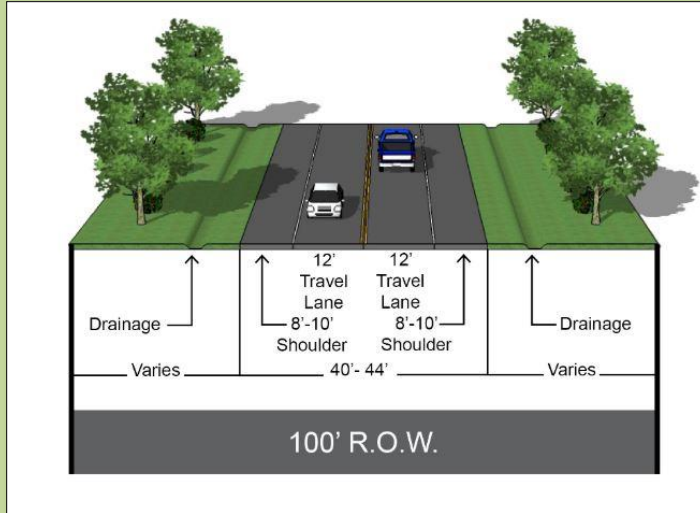 12' 12'
Travel Travel
Lane Lane
Drainage 8'-10' 8'-10' Drainage
Shoulder Shoulder
Varies 40'- 44' Varies
100' R.O.W.